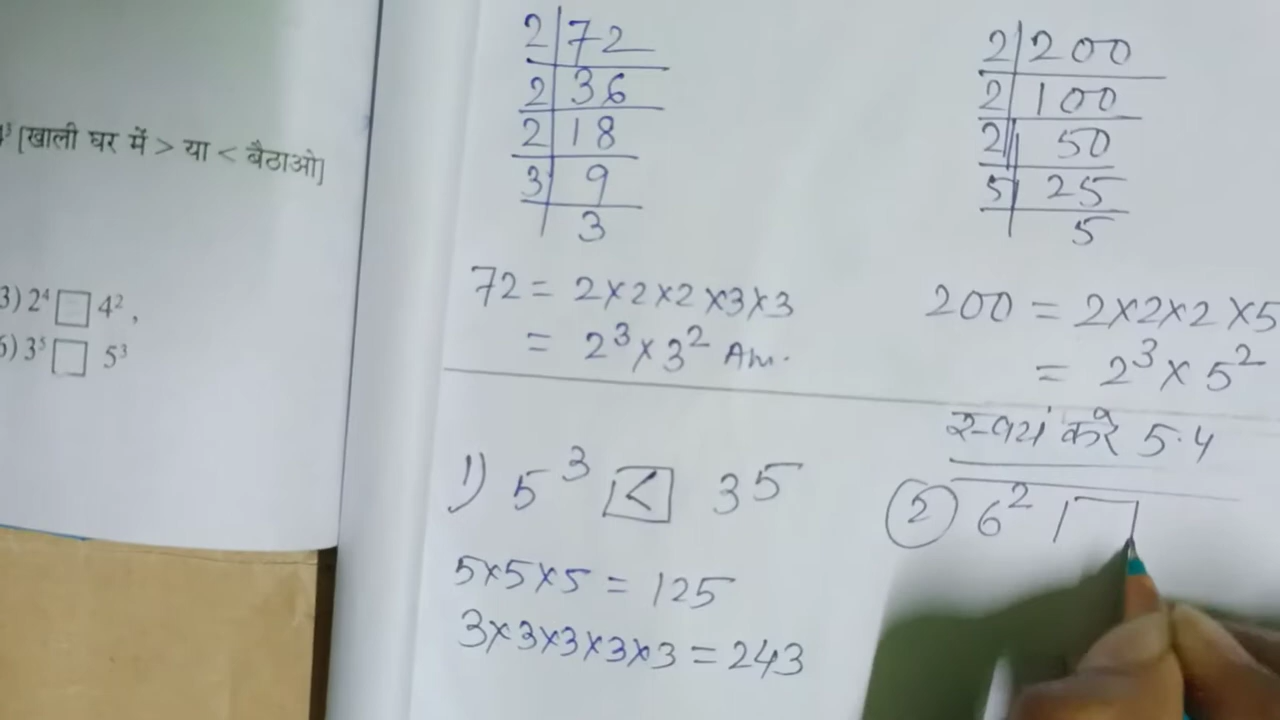 [खाली घर में > या < बैठाओ]
3) 2⁴ □ 4²,
6) 3⁵ □ 5³
2 | 72
2 | 36
2 | 18
3 | 9
3
72 = 2×2×2×3×3
= 2³×3² Ans.
2 | 200
2 | 100
2 | 50
5 | 25
5
200 = 2×2×2×5
= 2³×5²
स्वयं करे 5.4
1) 5³ < 3⁵
5×5×5 = 125
3×3×3×3×3 = 243
2 6² □